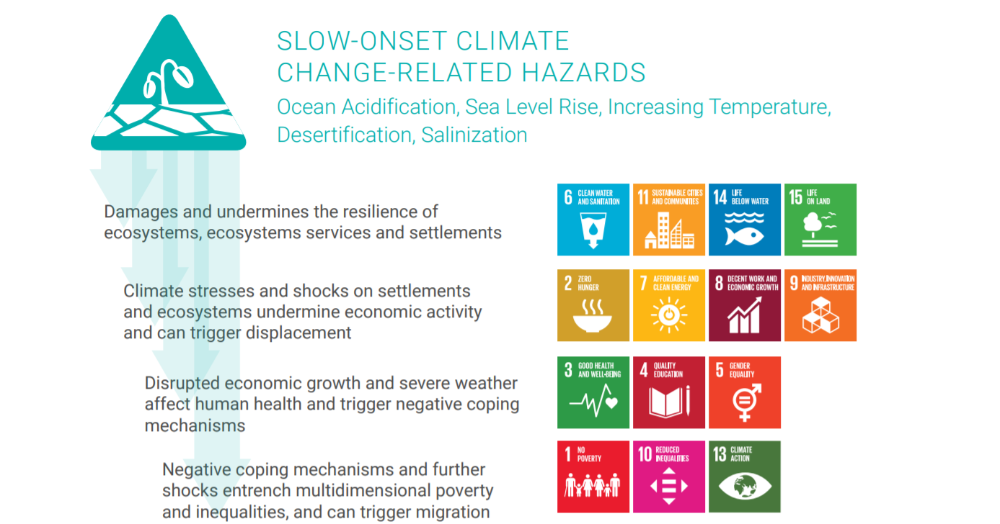 SLOW-ONSET CLIMATE
CHANGE-RELATED HAZARDS
Ocean Acidification, Sea Level Rise, Increasing Temperature,
Desertification, Salinization
Damages and undermines the resilience of
ecosystems, ecosystems services and settlements
6 CLEAN WATER
AND SANITATION
11 SUSTAINABLE CITIES
AND COMMUNITIES
14 LIFE
BELOW WATER
15 LIFE
ON LAND
Climate stresses and shocks on settlements
and ecosystems undermine economic activity
and can trigger displacement
2 ZERO
HUNGER
7 AFFORDABLE AND
CLEAN ENERGY
8 DECENT WORK AND
ECONOMIC GROWTH
9 INDUSTRY, INNOVATION
AND INFRASTRUCTURE
Disrupted economic growth and severe weather
affect human health and trigger negative coping
mechanisms
3 GOOD HEALTH
AND WELL-BEING
4 QUALITY
EDUCATION
5 GENDER
EQUALITY
Negative coping mechanisms and further
shocks entrench multidimensional poverty
and inequalities, and can trigger migration
1 NO
POVERTY
10 REDUCED
INEQUALITIES
13 CLIMATE
ACTION